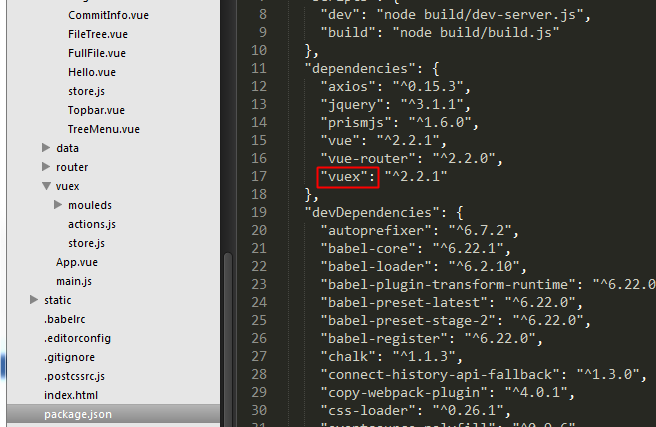 CommitInfo.vue
FileTree.vue
FullFile.vue
Hello.vue
store.js
Topbar.vue
TreeMenu.vue
data
router
vuex
mouleds
actions.js
store.js
App.vue
main.js
static
.babelrc
.editorconfig
.gitignore
.postcssrc.js
index.html
package.json
8 "dev": "node build/dev-server.js",
9 "build": "node build/build.js"
10 },
11 "dependencies": {
12 "axios": "^0.15.3",
13 "jquery": "^3.1.1",
14 "prismjs": "^1.6.0",
15 "vue": "^2.2.1",
16 "vue-router": "^2.2.0",
17 "vuex": "^2.2.1"
18 },
19 "devDependencies": {
20 "autoprefixer": "^6.7.2",
21 "babel-core": "^6.22.1",
22 "babel-loader": "^6.2.10",
23 "babel-plugin-transform-runtime": "^6.22.0
24 "babel-preset-latest": "^6.22.0",
25 "babel-preset-stage-2": "^6.22.0",
26 "babel-register": "^6.22.0",
27 "chalk": "^1.1.3",
28 "connect-history-api-fallback": "^1.3.0",
29 "copy-webpack-plugin": "^4.0.1",
30 "css-loader": "^0.26.1",